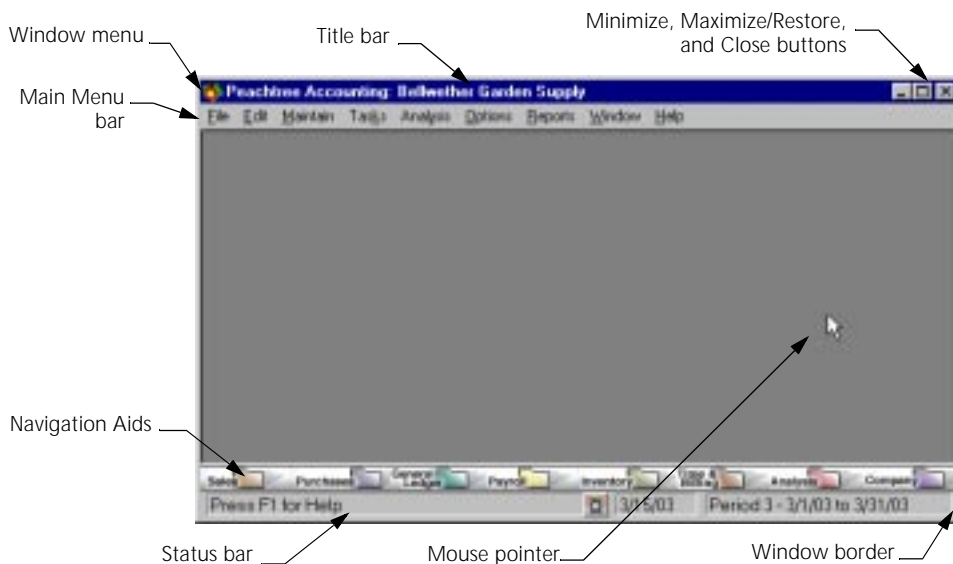 Minimize, Maximize/Restore,
and Close buttons
Window menu
Title bar
Main Menu
bar
Peachtree Accounting: Bellwether Garden Supply
File Edit Maintain Tasks Analysis Options Reports Window Help
Navigation Aids
Sales Purchases General Ledger Payroll Inventory Analysis Company
Press F1 for Help 3/15/03 Period 3 - 3/1/03 to 3/31/03
Status bar
Mouse pointer
Window border